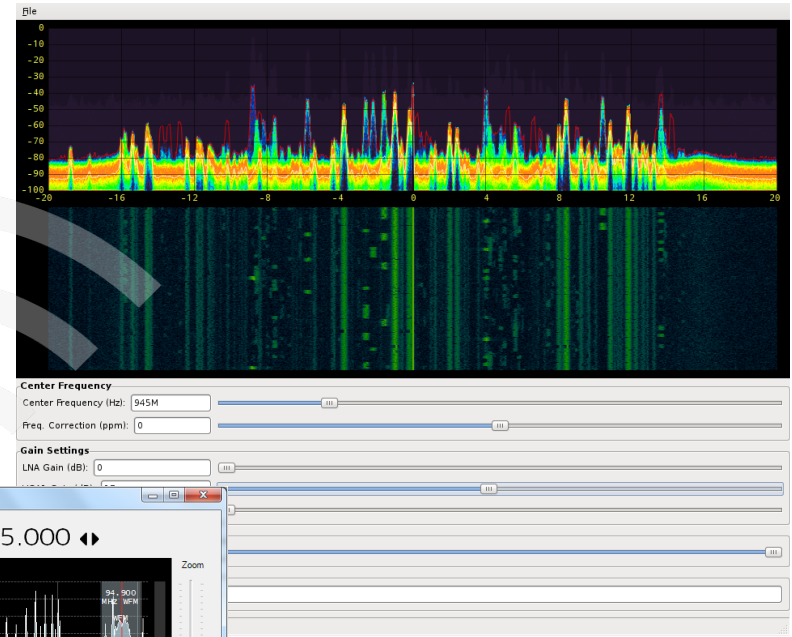 File
0
-10
-20
-30
-40
-50
-60
-70
-80
-90
-100
-20 -16 -12 -8 -4 0 4 8 12 16 20
Center Frequency
Center Frequency (Hz): 945M
Freq. Correction (ppm): 0
Gain Settings
LNA Gain (dB): 0
5.000
Zoom
94.900
MHZ WFM